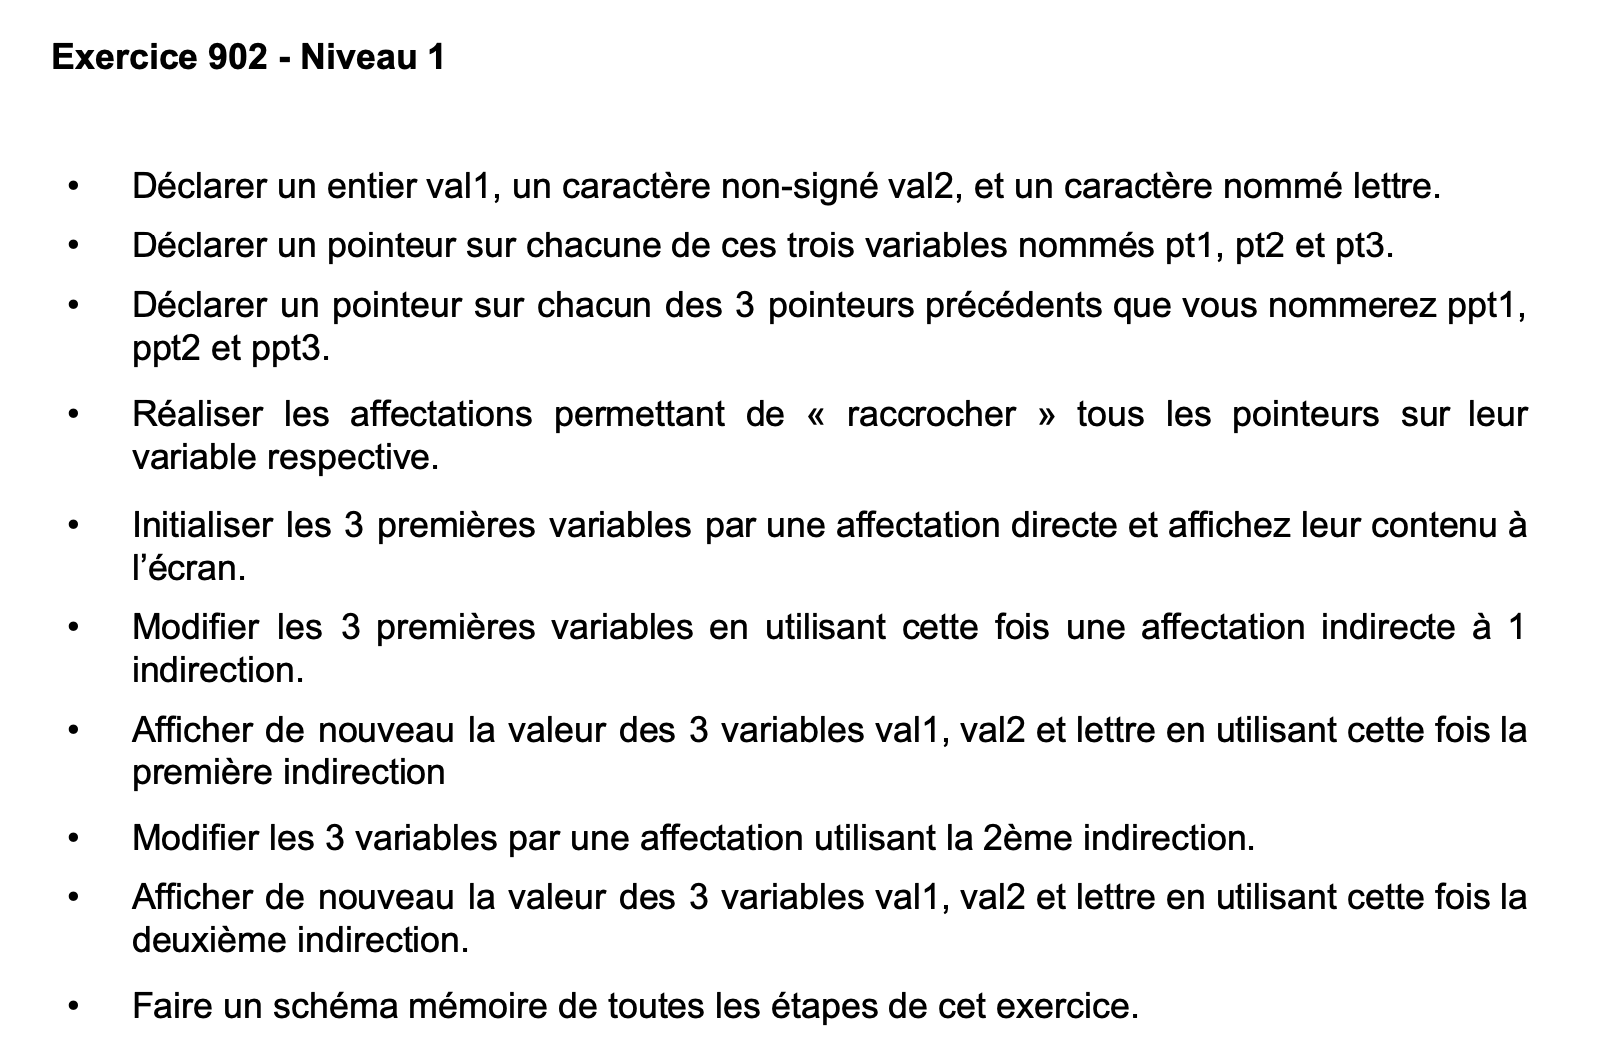 Exercice 902 - Niveau 1
• Déclarer un entier val1, un caractère non-signé val2, et un caractère nommé lettre.
• Déclarer un pointeur sur chacune de ces trois variables nommés pt1, pt2 et pt3.
• Déclarer un pointeur sur chacun des 3 pointeurs précédents que vous nommerez ppt1,
ppt2 et ppt3.
• Réaliser les affectations permettant de « raccrocher » tous les pointeurs sur leur
variable respective.
• Initialiser les 3 premières variables par une affectation directe et affichez leur contenu à
l’écran.
• Modifier les 3 premières variables en utilisant cette fois une affectation indirecte à 1
indirection.
• Afficher de nouveau la valeur des 3 variables val1, val2 et lettre en utilisant cette fois la
première indirection
• Modifier les 3 variables par une affectation utilisant la 2ème indirection.
• Afficher de nouveau la valeur des 3 variables val1, val2 et lettre en utilisant cette fois la
deuxième indirection.
• Faire un schéma mémoire de toutes les étapes de cet exercice.